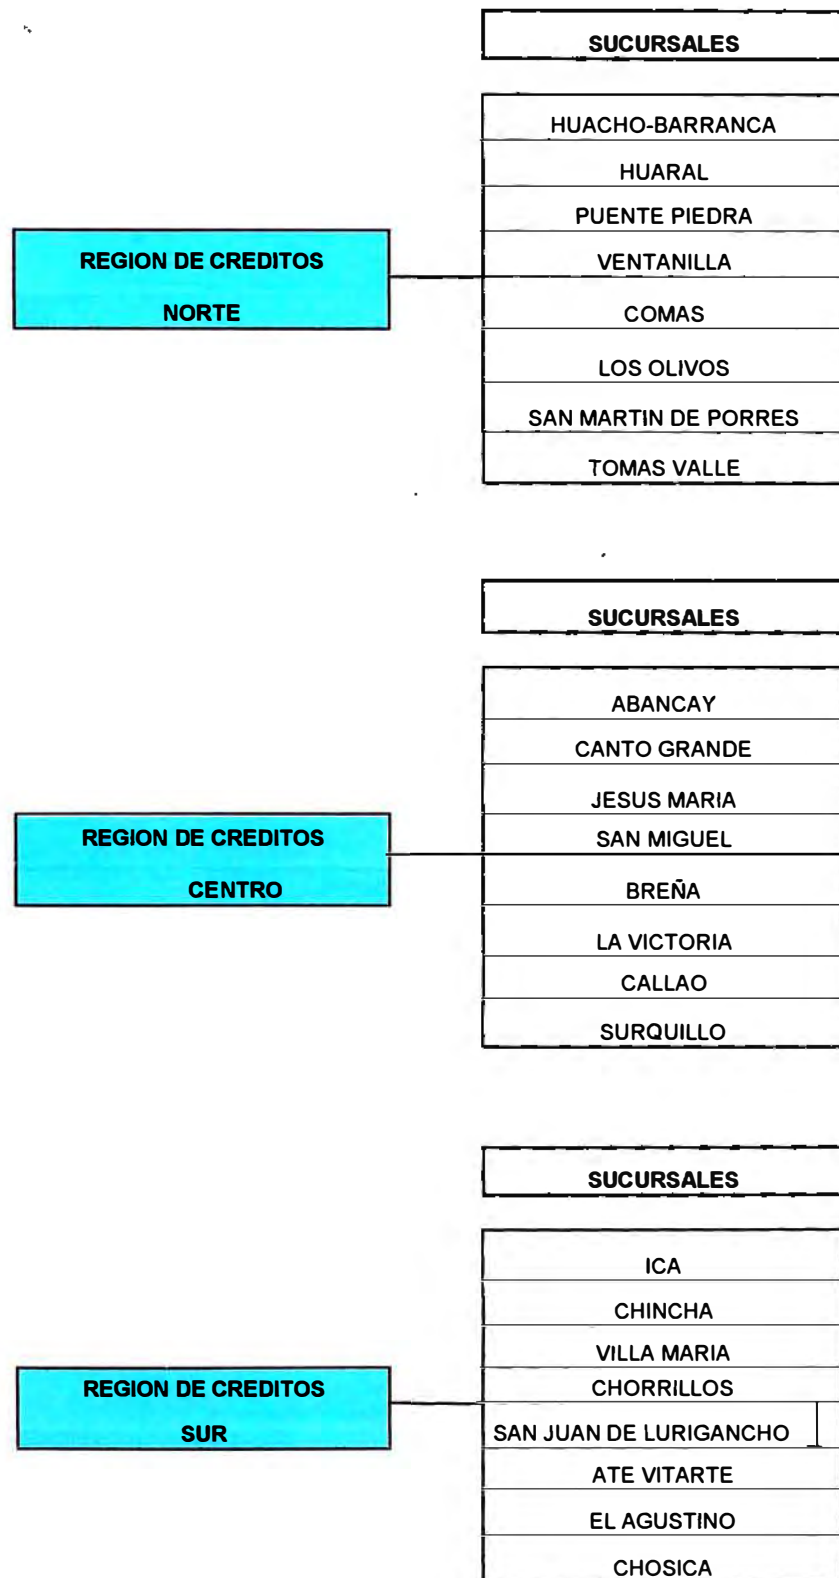 SUCURSALES
HUACHO-BARRANCA
HUARAL
PUENTE PIEDRA
REGION DE CREDITOS
NORTE
VENTANILLA
COMAS
LOS OLIVOS
SAN MARTIN DE PORRES
TOMAS VALLE
SUCURSALES
ABANCAY
CANTO GRANDE
JESUS MARIA
REGION DE CREDITOS
CENTRO
SAN MIGUEL
BREÑA
LA VICTORIA
CALLAO
SURQUILLO
SUCURSALES
ICA
CHINCHA
VILLA MARIA
REGION DE CREDITOS
SUR
CHORRILLOS
SAN JUAN DE LURIGANCHO
ATE VITARTE
EL AGUSTINO
CHOSICA